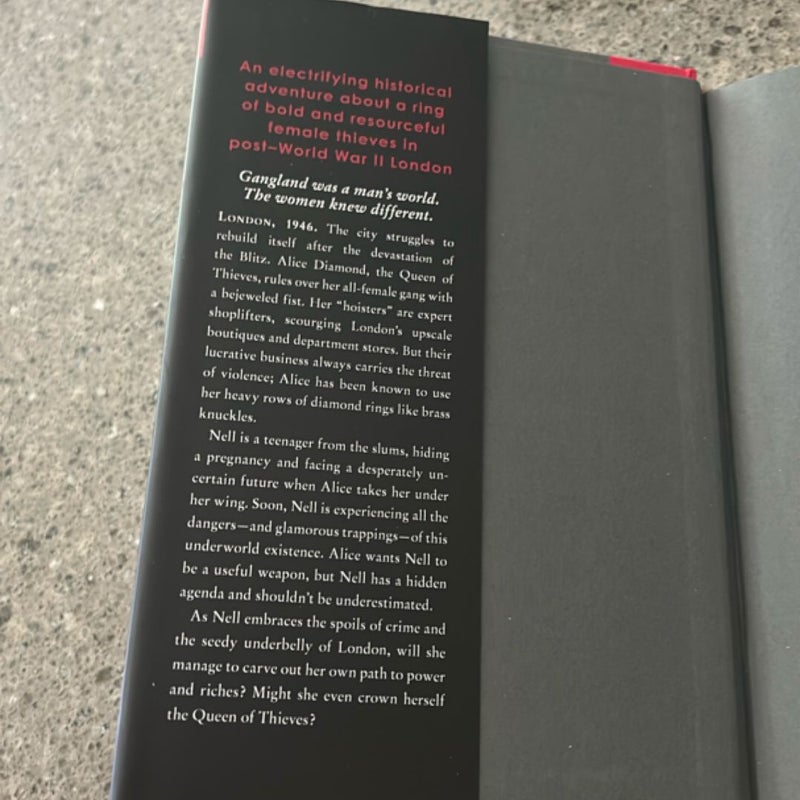 An electrifying historical
adventure about a ring
of bold and resourceful
female thieves in
post–World War II London
Gangland was a man's world.
The women knew different.
LONDON, 1946. The city struggles to
rebuild itself after the devastation of
the Blitz. Alice Diamond, the Queen of
Thieves, rules over her all-female gang with
a bejeweled fist. Her "hoisters" are expert
shoplifters, scourging London's upscale
boutiques and department stores. But their
lucrative business always carries the threat
of violence; Alice has been known to use
her heavy rows of diamond rings like brass
knuckles.
Nell is a teenager from the slums, hiding
a pregnancy and facing a desperately un-
certain future when Alice takes her under
her wing. Soon, Nell is experiencing all the
dangers—and glamorous trappings—of this
underworld existence. Alice wants Nell to
be a useful weapon, but Nell has a hidden
agenda and shouldn't be underestimated.
As Nell embraces the spoils of crime and
the seedy underbelly of London, will she
manage to carve out her own path to power
and riches? Might she even crown herself
the Queen of Thieves?